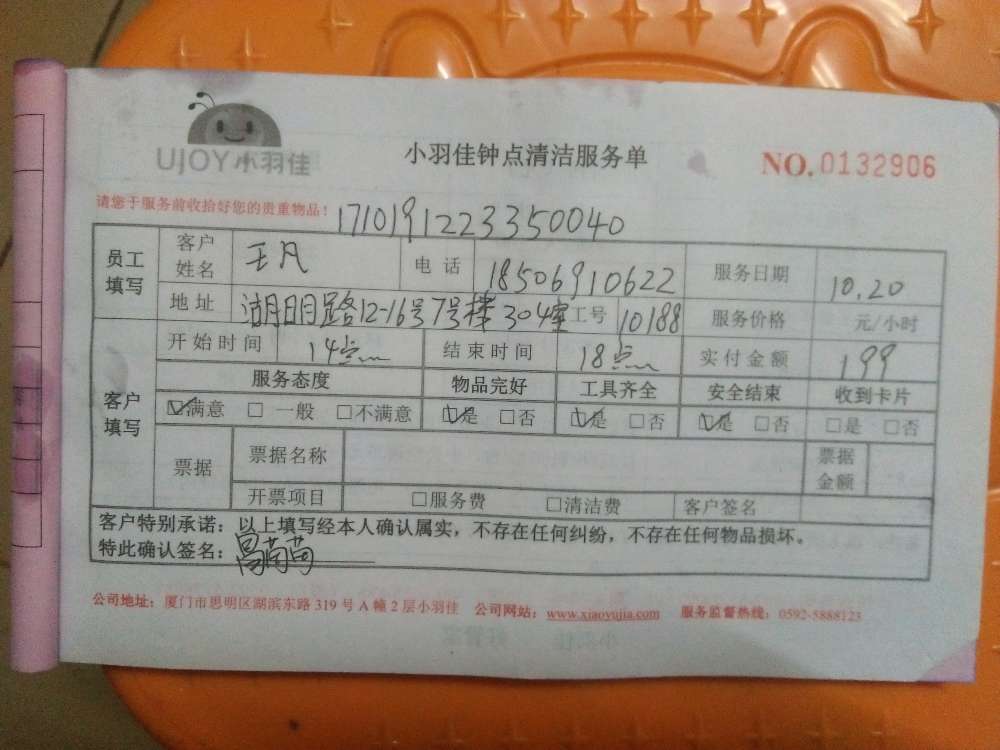 UJOY小羽佳
小羽佳钟点清洁服务单
NO. 0132906
请您于服务前收拾好您的贵重物品！
1710191223350040
员工填写 客户姓名 王凡 电话 18506910622 服务日期 10.20
地址 湖明路12-16号7号楼304室 工号 10188 服务价格 元/小时
开始时间 14点 结束时间 18点 实付金额 199
客户填写 服务态度 物品完好 工具齐全 安全结束 收到卡片
☑满意 □一般 □不满意 ☑是 □否 ☑是 □否 ☑是 □否 □是 □否
票据 票据名称 票据金额
开票项目 □服务费 □清洁费 客户签名
客户特别承诺：以上填写经本人确认属实，不存在任何纠纷，不存在任何物品损坏。
特此确认签名：
公司地址：厦门市思明区湖滨东路319号A幢2层小羽佳 公司网站：www.xiaoyujia.com 服务监督热线：0592-5888123